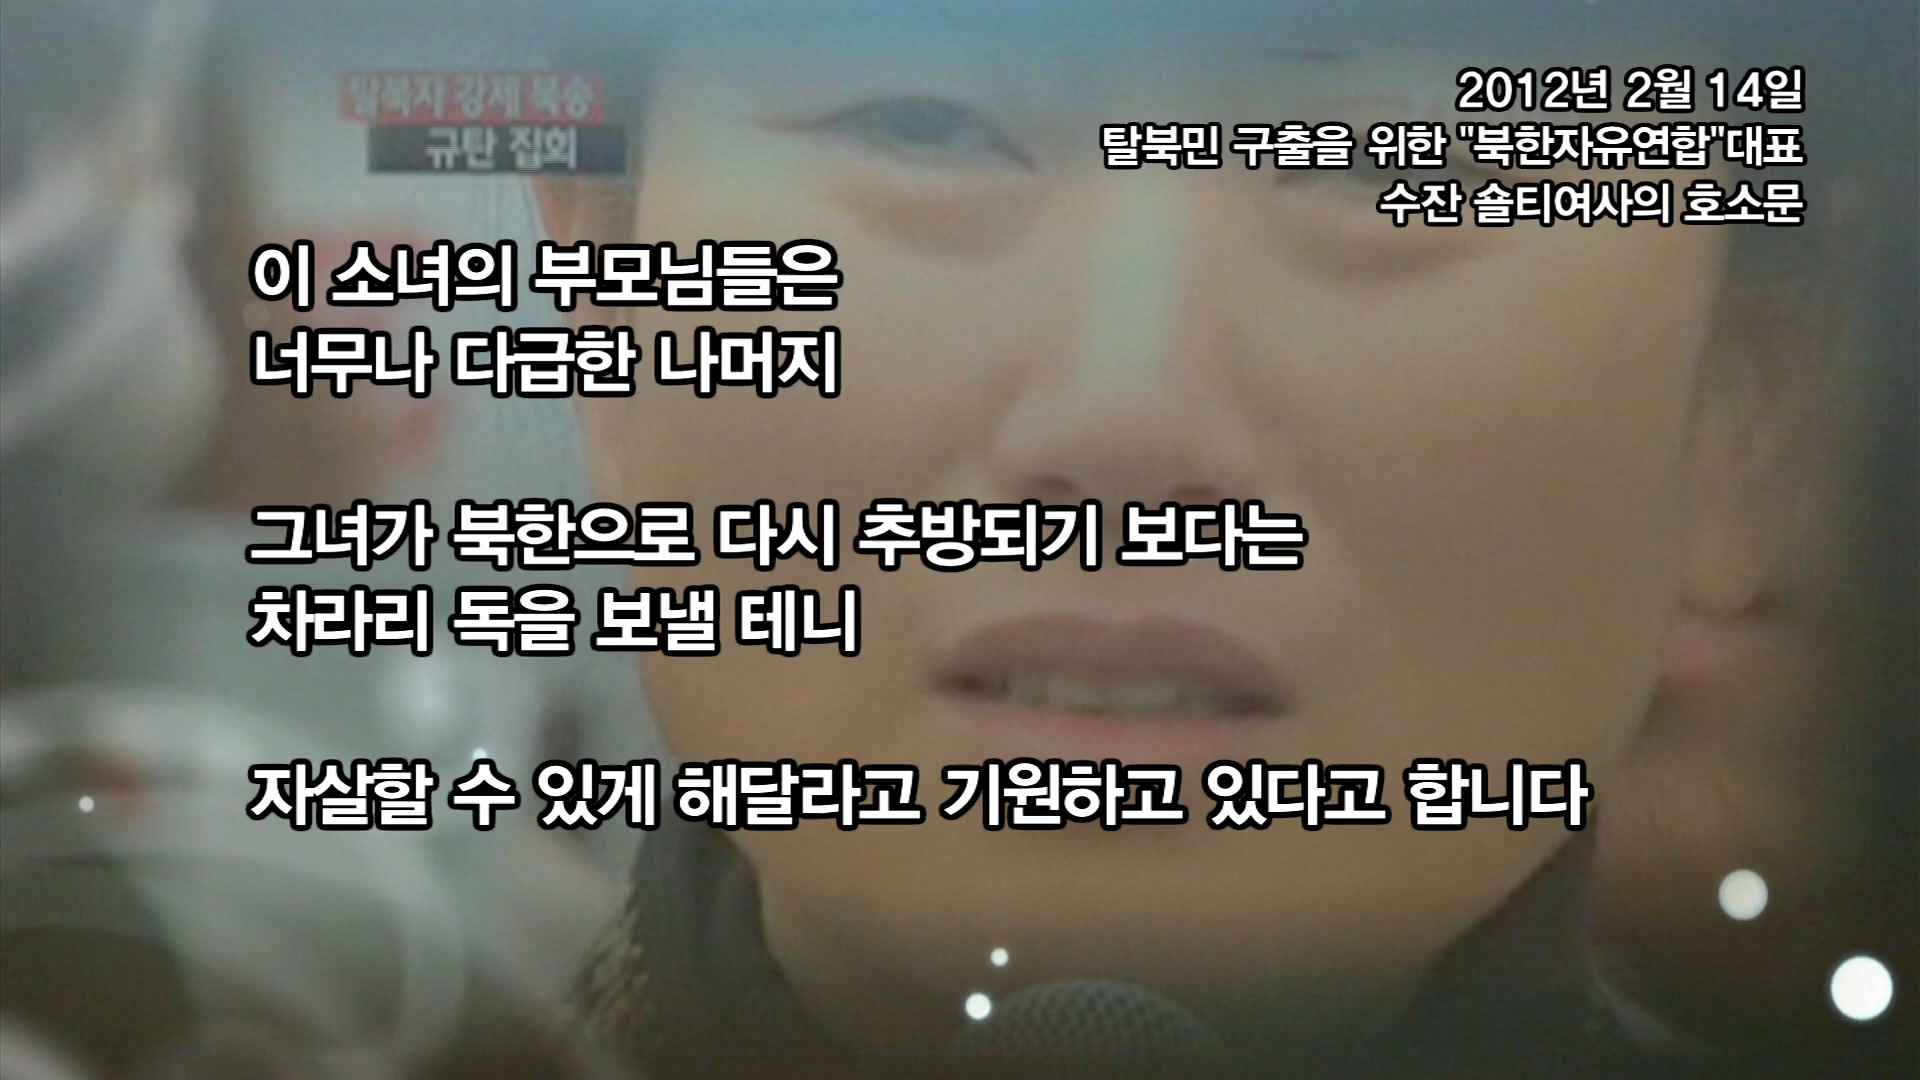 탈북자 강제 북송
규탄 집회
2012년 2월 14일
탈북민 구출을 위한 "북한자유연합"대표
수잔 숄티여사의 호소문
이 소녀의 부모님들은
너무나 다급한 나머지
그녀가 북한으로 다시 추방되기 보다는
차라리 독을 보낼 테니
자살할 수 있게 해달라고 기원하고 있다고 합니다